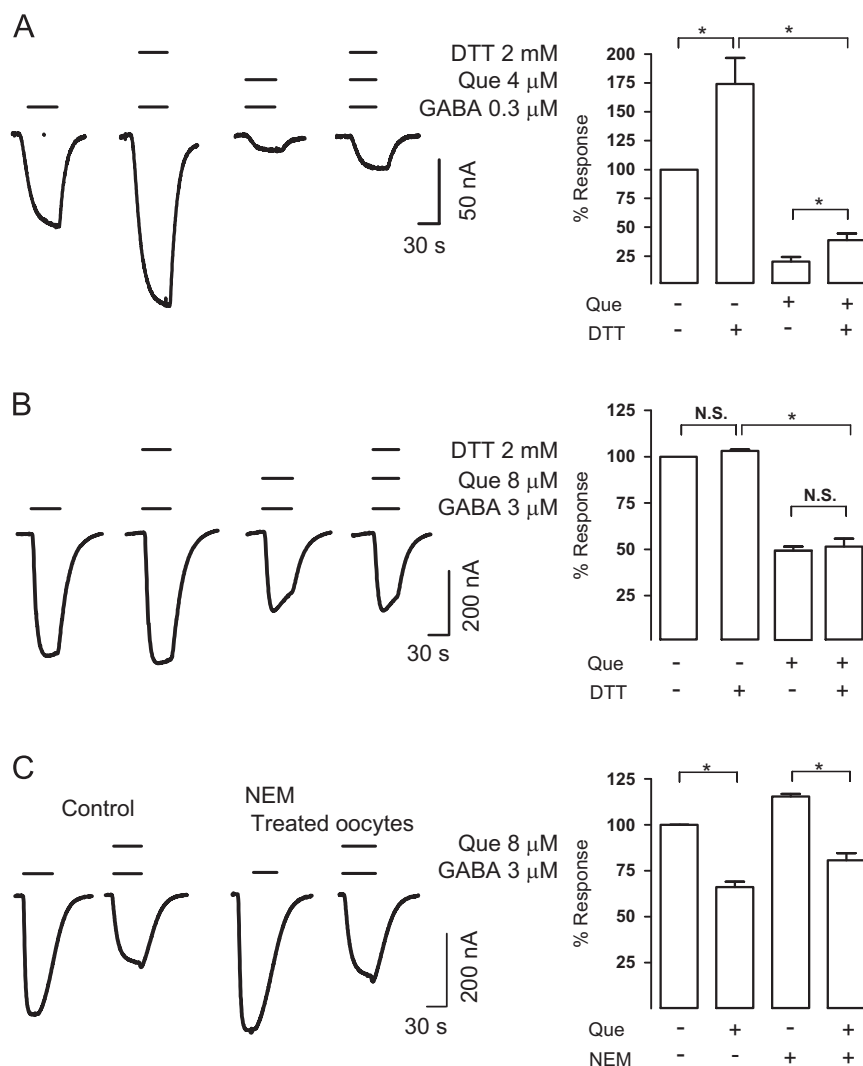 A
DTT 2 mM
Que 4 μM
GABA 0.3 μM
50 nA
30 s
% Response
200
175
150
125
100
75
50
25
*
*
*
Que - - + +
DTT - + - +
B
DTT 2 mM
Que 8 μM
GABA 3 μM
200 nA
30 s
% Response
125
100
75
50
25
N.S.
*
N.S.
Que - - + +
DTT - + - +
C
Control
NEM
Treated oocytes
Que 8 μM
GABA 3 μM
200 nA
30 s
% Response
125
100
75
50
25
*
*
Que - + - +
NEM - - + +